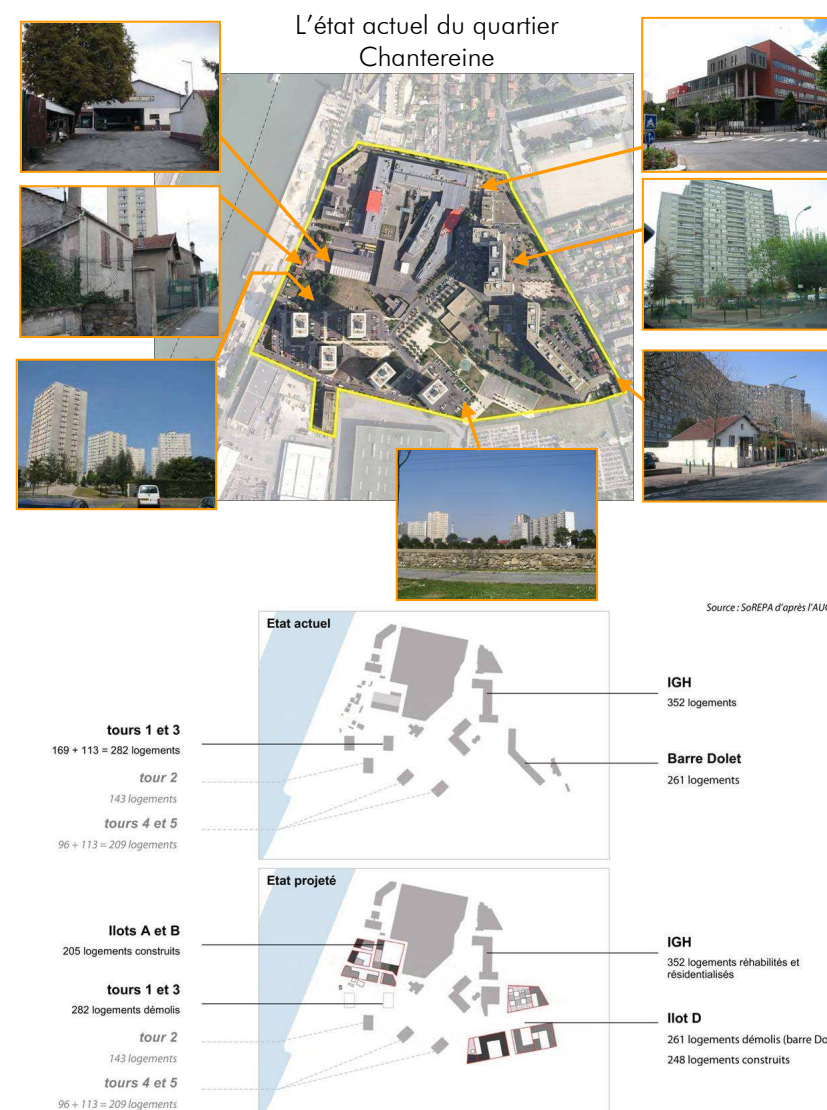 L'état actuel du quartier
Chantereine
Source : SoREPA d'après l'AUC
Etat actuel
IGH
352 logements
tours 1 et 3
169 + 113 = 282 logements
Barre Dolet
261 logements
tour 2
143 logements
tours 4 et 5
96 + 113 = 209 logements
Etat projeté
Ilots A et B
205 logements construits
IGH
352 logements réhabilités et
résidentialisés
tours 1 et 3
282 logements démolis
Ilot D
261 logements démolis (barre Do
248 logements construits
tour 2
143 logements
tours 4 et 5
96 + 113 = 209 logements